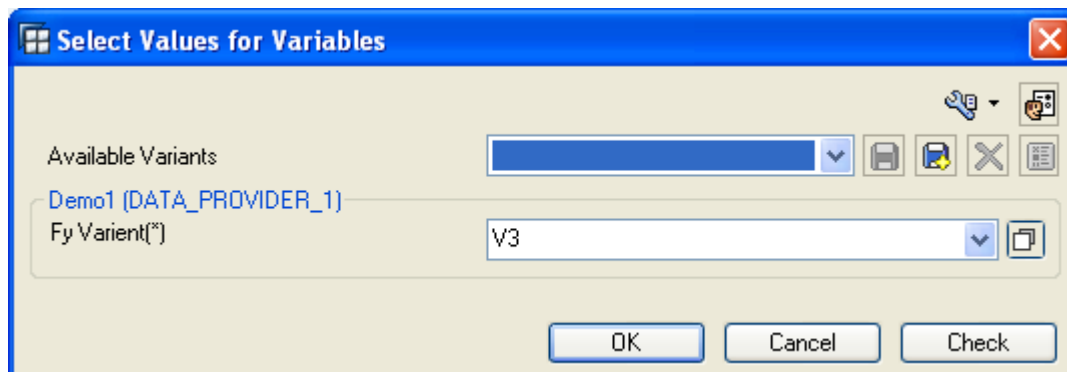 Select Values for Variables
Available Variants
Demo1 (DATA_PROVIDER_1)
Fy Varient(*)
V3
OK Cancel Check